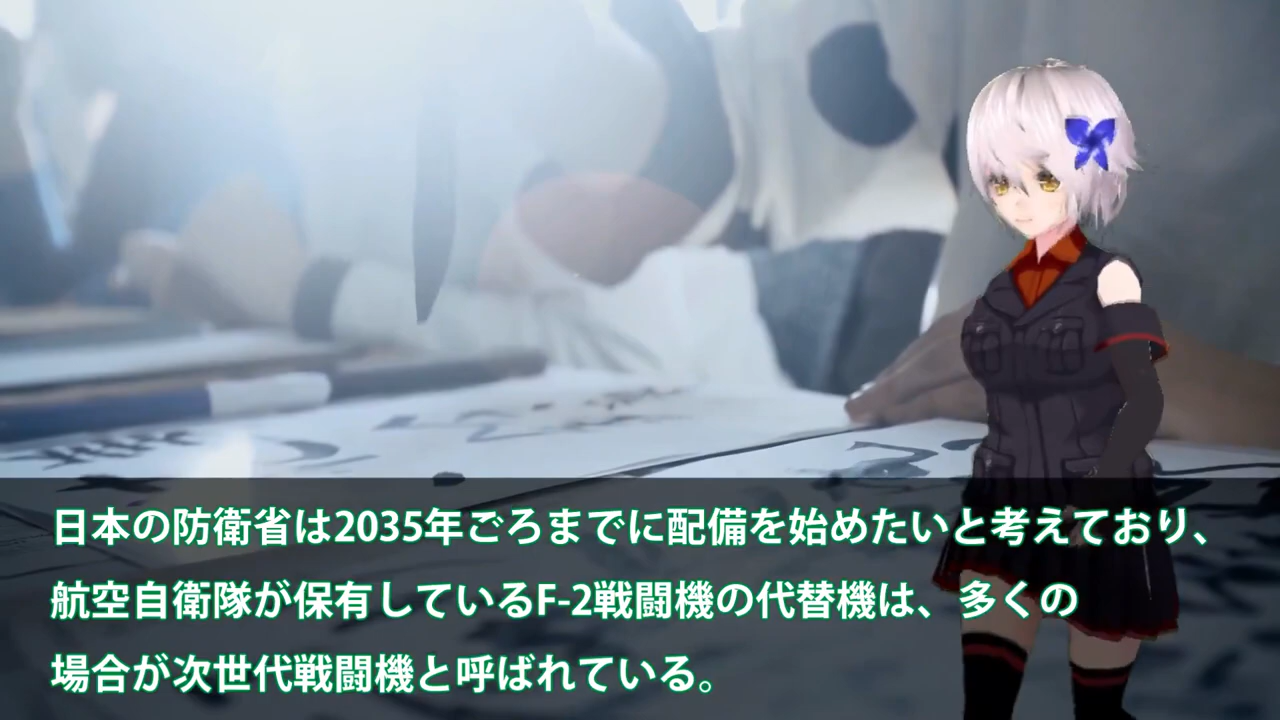 日本の防衛省は2035年ごろまでに配備を始めたいと考えており、
航空自衛隊が保有しているF-2戦闘機の代替機は、多くの
場合が次世代戦闘機と呼ばれている。